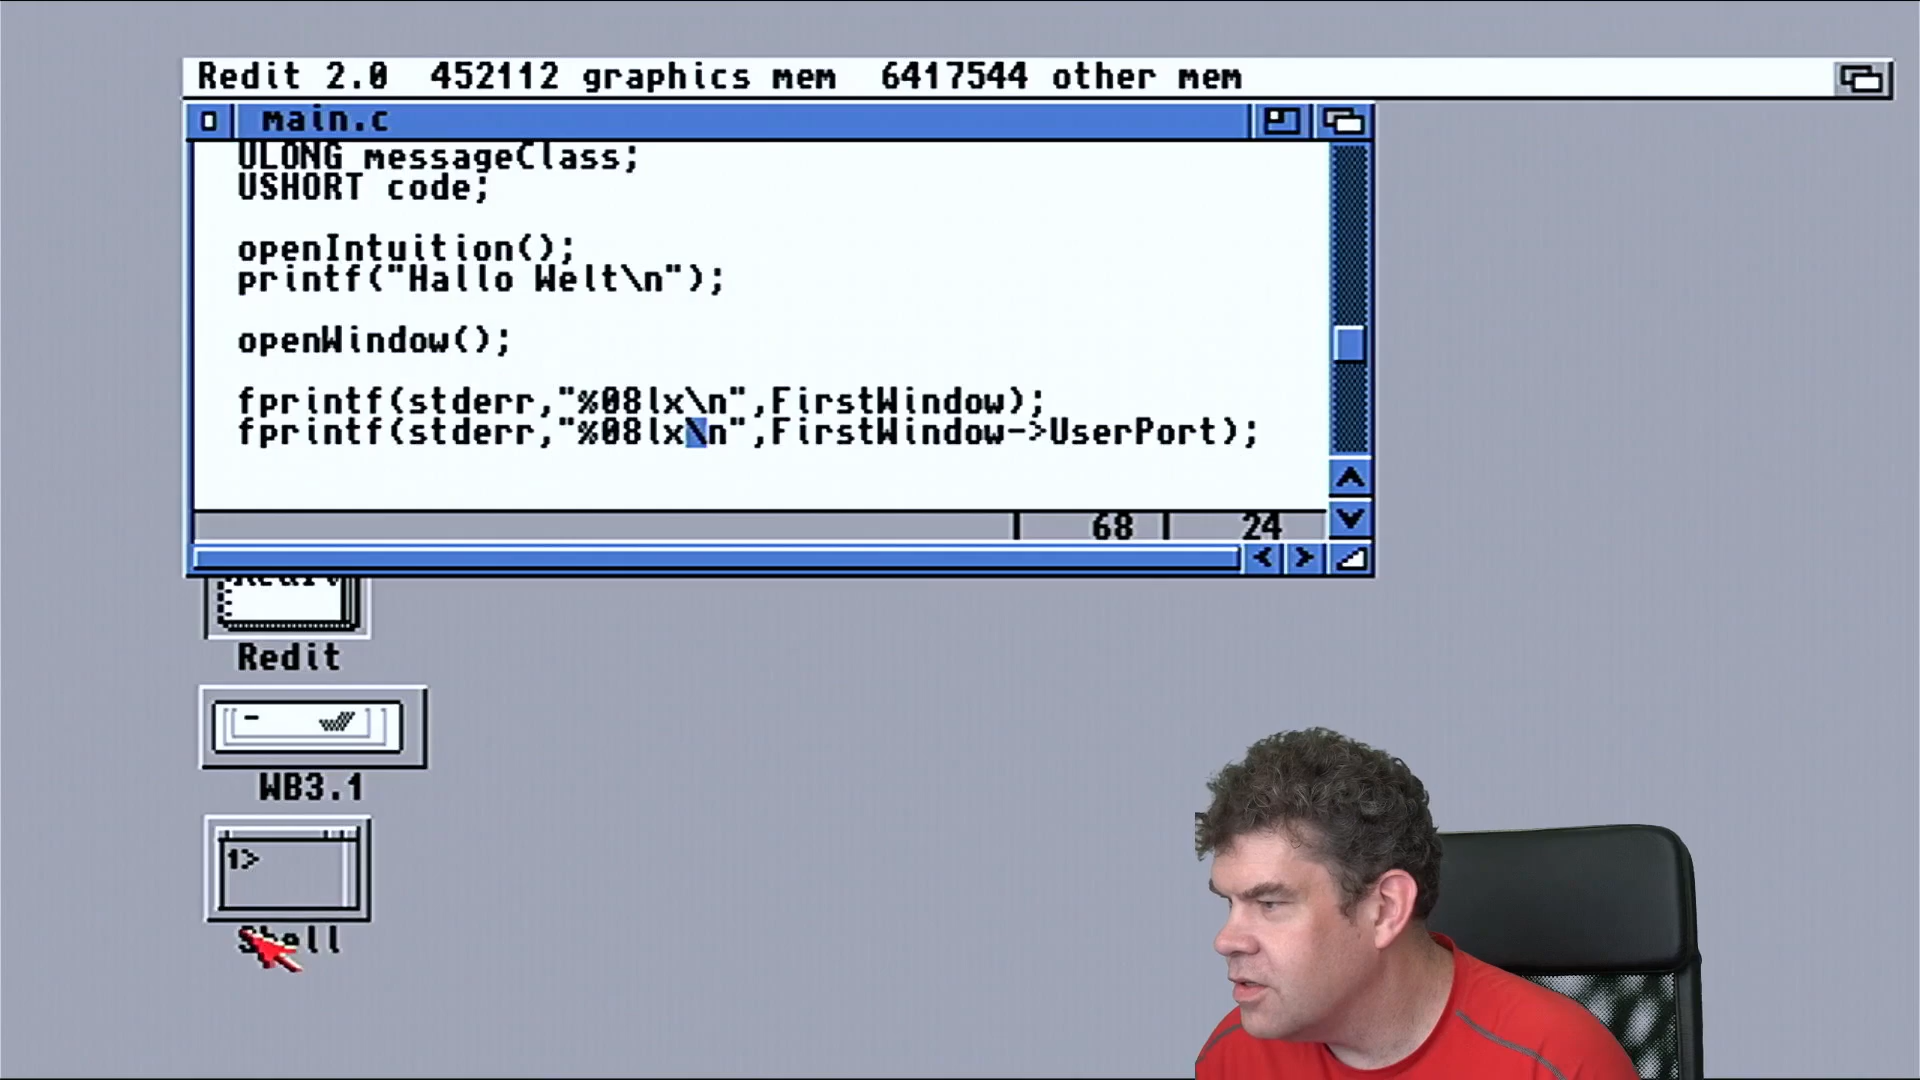 Redit 2.0 452112 graphics mem 6417544 other mem
main.c
ULONG messageClass;
USHORT code;
openIntuition();
printf("Hallo Welt\n");
openWindow();
fprintf(stderr,"%08lx\n",FirstWindow);
fprintf(stderr,"%08lx\n",FirstWindow->UserPort);
68 24
Redit
WB3.1
1>
Shell